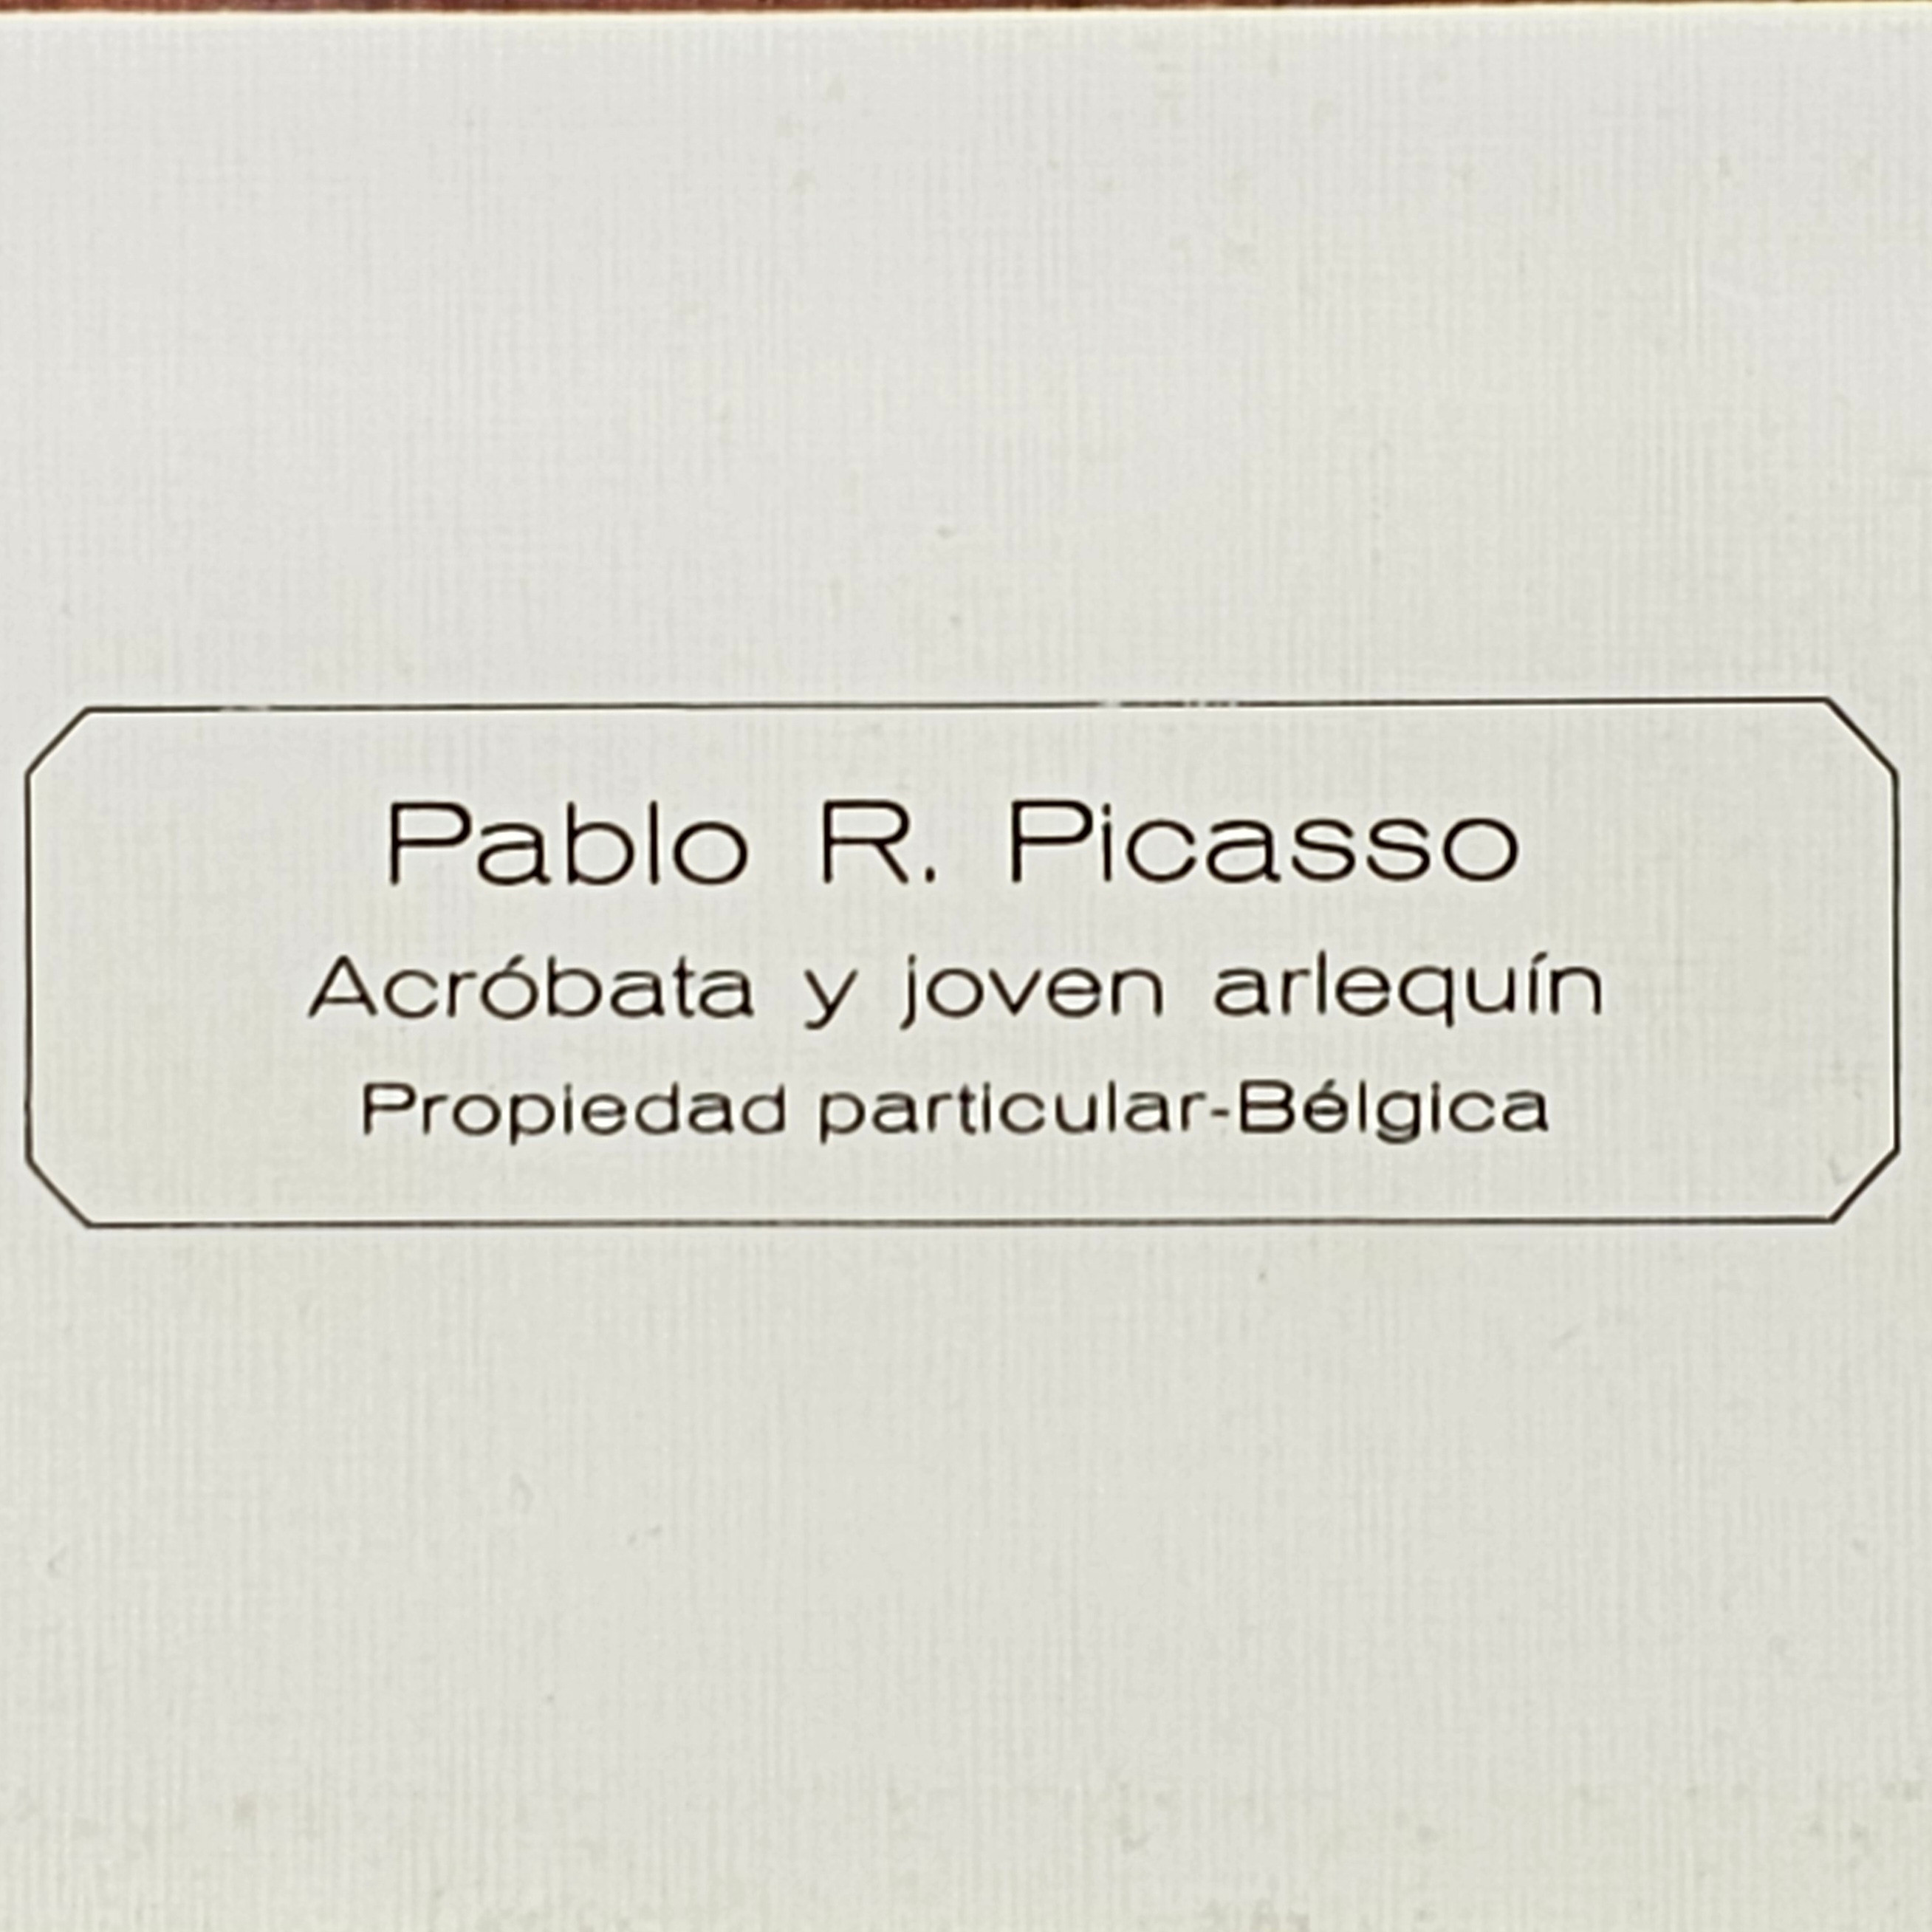 Pablo R. Picasso
Acróbata y joven arlequín
Propiedad particular-Bélgica